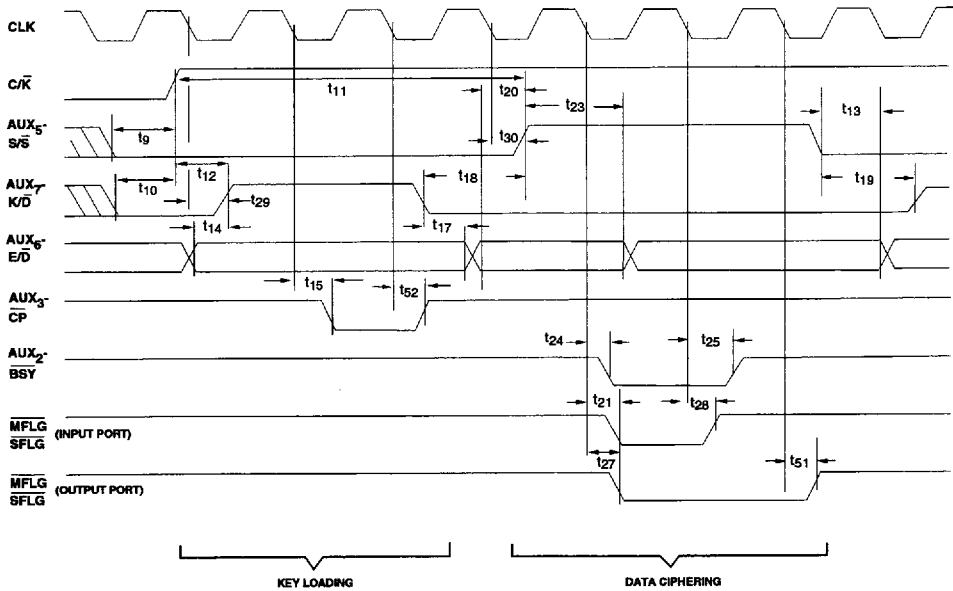 CLK
C/K̅
t11
t20
t23
t13
AUX5-
S/S̅
t9
t30
t12
t18
t19
AUX7-
K/D̅
t10
t29
t14
t17
AUX6-
E/D̅
t15
t52
AUX3-
C̅P̅
t24
t25
AUX2-
B̅S̅Y̅
t21
t28
M̅F̅L̅G̅
S̅F̅L̅G̅ (INPUT PORT)
t27
t51
M̅F̅L̅G̅
S̅F̅L̅G̅ (OUTPUT PORT)
KEY LOADING
DATA CIPHERING